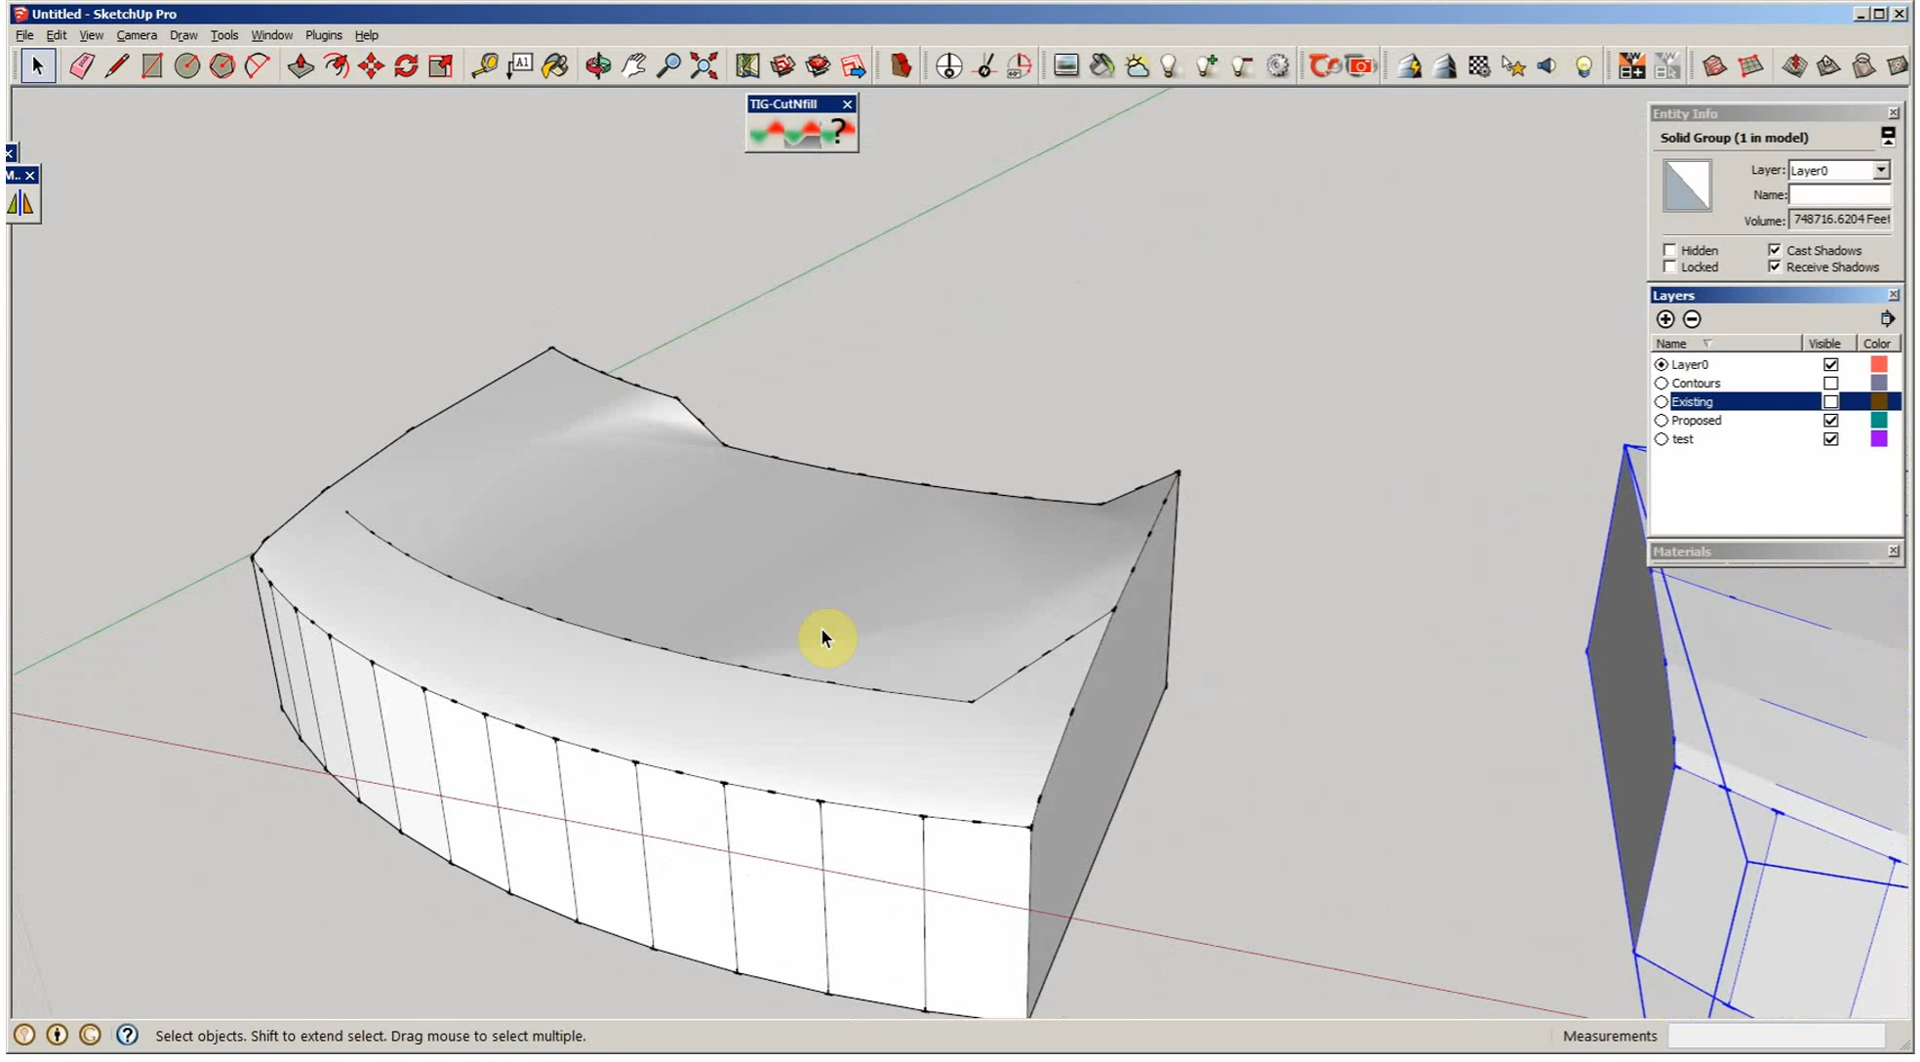 Untitled - SketchUp Pro
File Edit View Camera Draw Tools Window Plugins Help
A1
TIG-CutNfill
?
M..
Entity Info
Solid Group (1 in model)
Layer: Layer0
Name:
Volume: 748716.6204 Feet
Hidden Cast Shadows
Locked Receive Shadows
Layers
Name Visible Color
Layer0
Contours
Existing
Proposed
test
Materials
Select objects. Shift to extend select. Drag mouse to select multiple.
Measurements